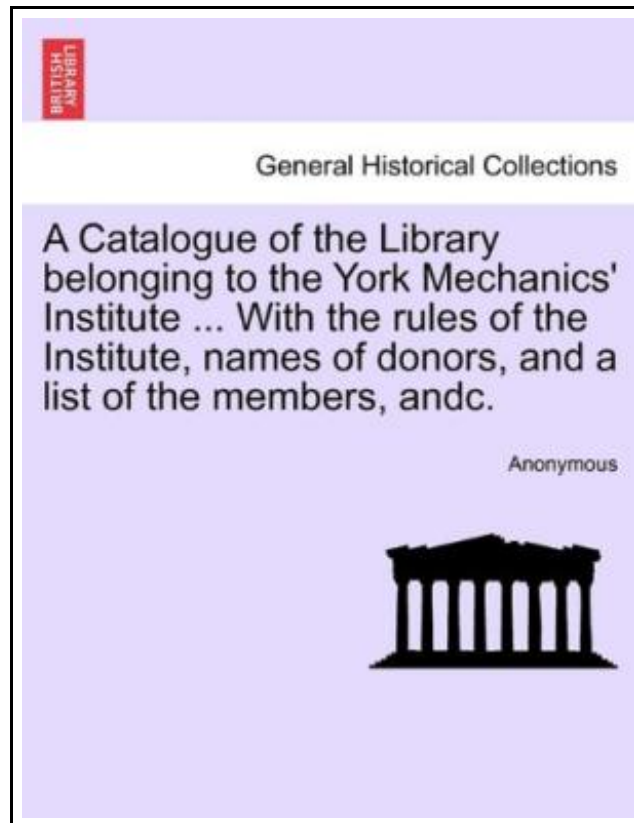 BRITISH
LIBRARY
General Historical Collections
A Catalogue of the Library
belonging to the York Mechanics'
Institute ... With the rules of the
Institute, names of donors, and a
list of the members, andc.
Anonymous